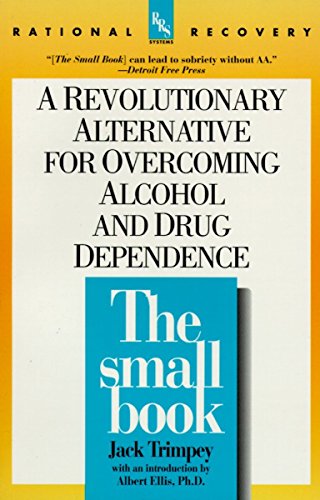 RATIONAL RRS RECOVERY
SYSTEMS
“[The Small Book] can lead to sobriety without AA.”
—Detroit Free Press
A REVOLUTIONARY
ALTERNATIVE
FOR OVERCOMING
ALCOHOL
AND DRUG
DEPENDENCE
The
small
book
Jack Trimpey
with an introduction by
Albert Ellis, Ph.D.